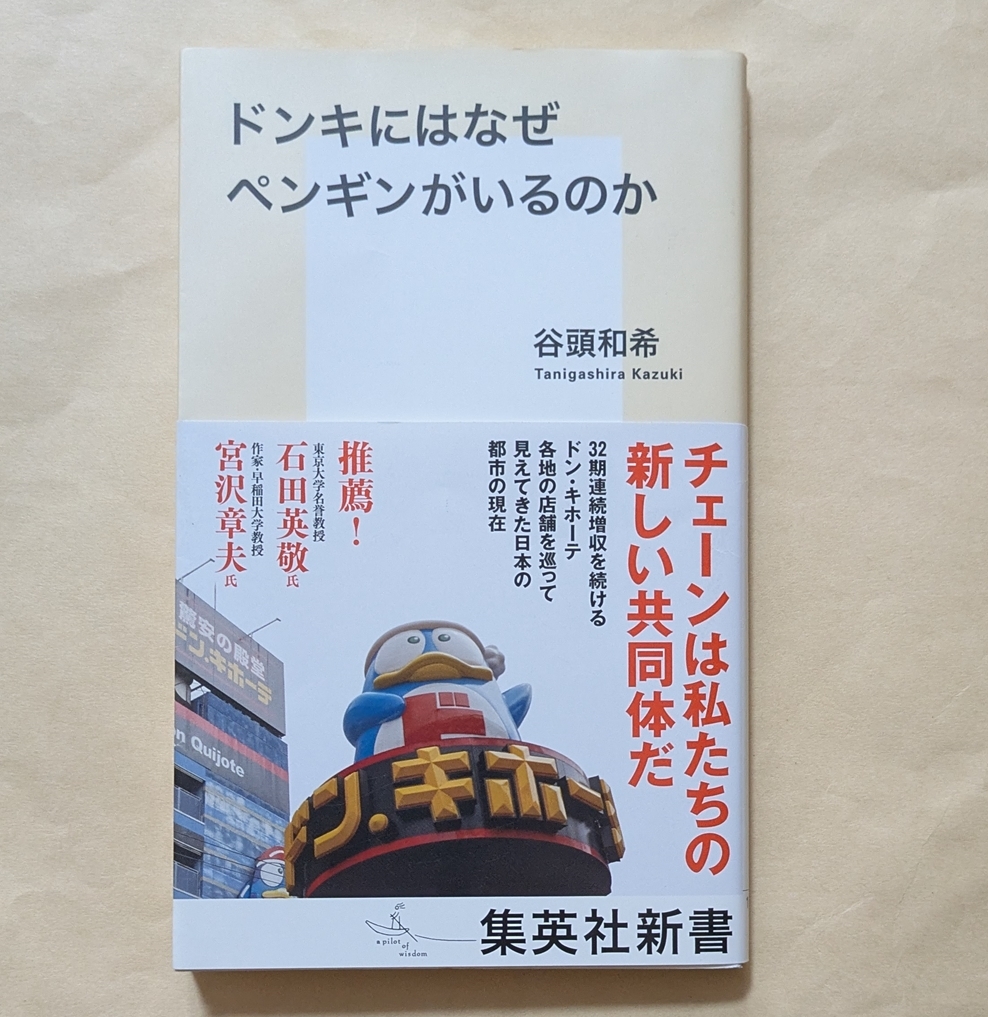 ドンキにはなぜ
ペンギンがいるのか
谷頭和希
Tanigashira Kazuki
チェーンは私たちの
新しい共同体だ
32期連続増収を続ける
ドン・キホーテ
各地の店舗を巡って
見えてきた日本の
都市の現在
推薦!
東京大学名誉教授
石田英敬氏
作家・早稲田大学教授
宮沢章夫氏
驚安の殿堂
ドン.キホーテ
n Quijote
ドン.キホーテ
a pilot
of
wisdom
集英社新書